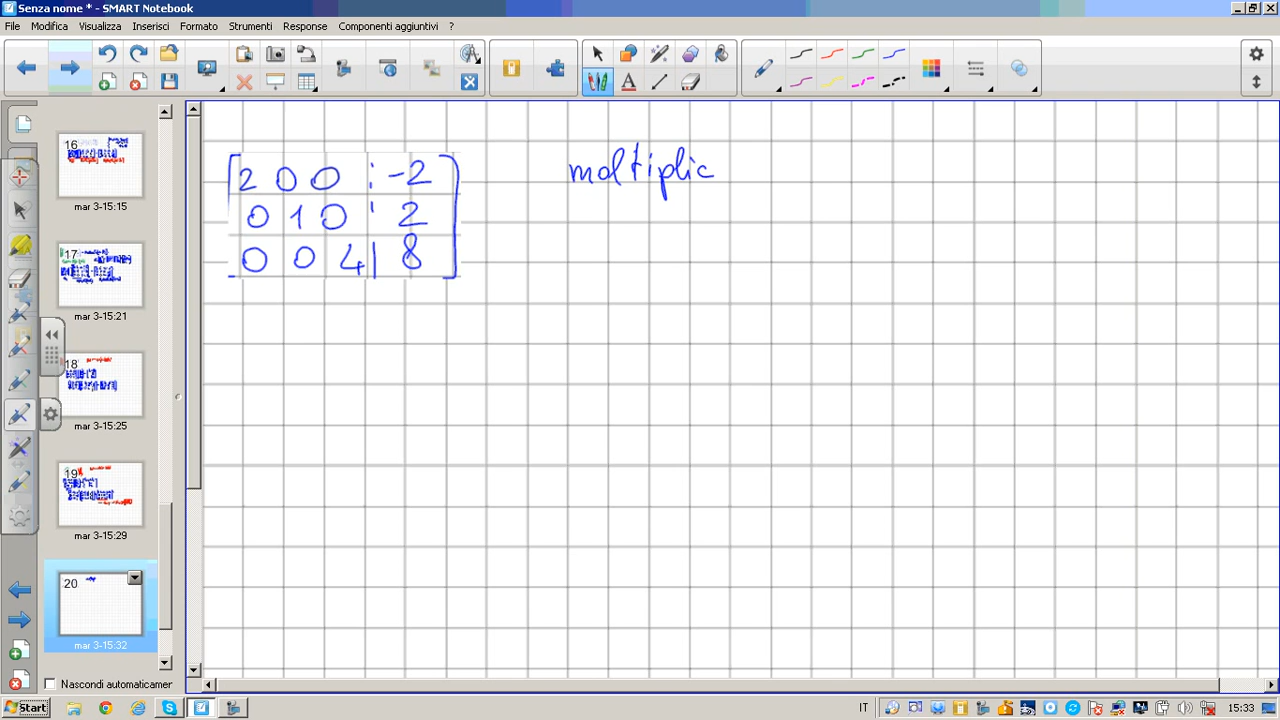 Senza nome * - SMART Notebook
File Modifica Visualizza Inserisci Formato Strumenti Response Componenti aggiuntivi ?
16
mar 3-15:15
17
mar 3-15:21
18
mar 3-15:25
19
mar 3-15:29
20
mar 3-15:32
Nascondi automaticamer
2 0 0 ¦ -2
0 1 0 ' 2
0 0 4 | 8
moltiplic
Start
IT
15:33